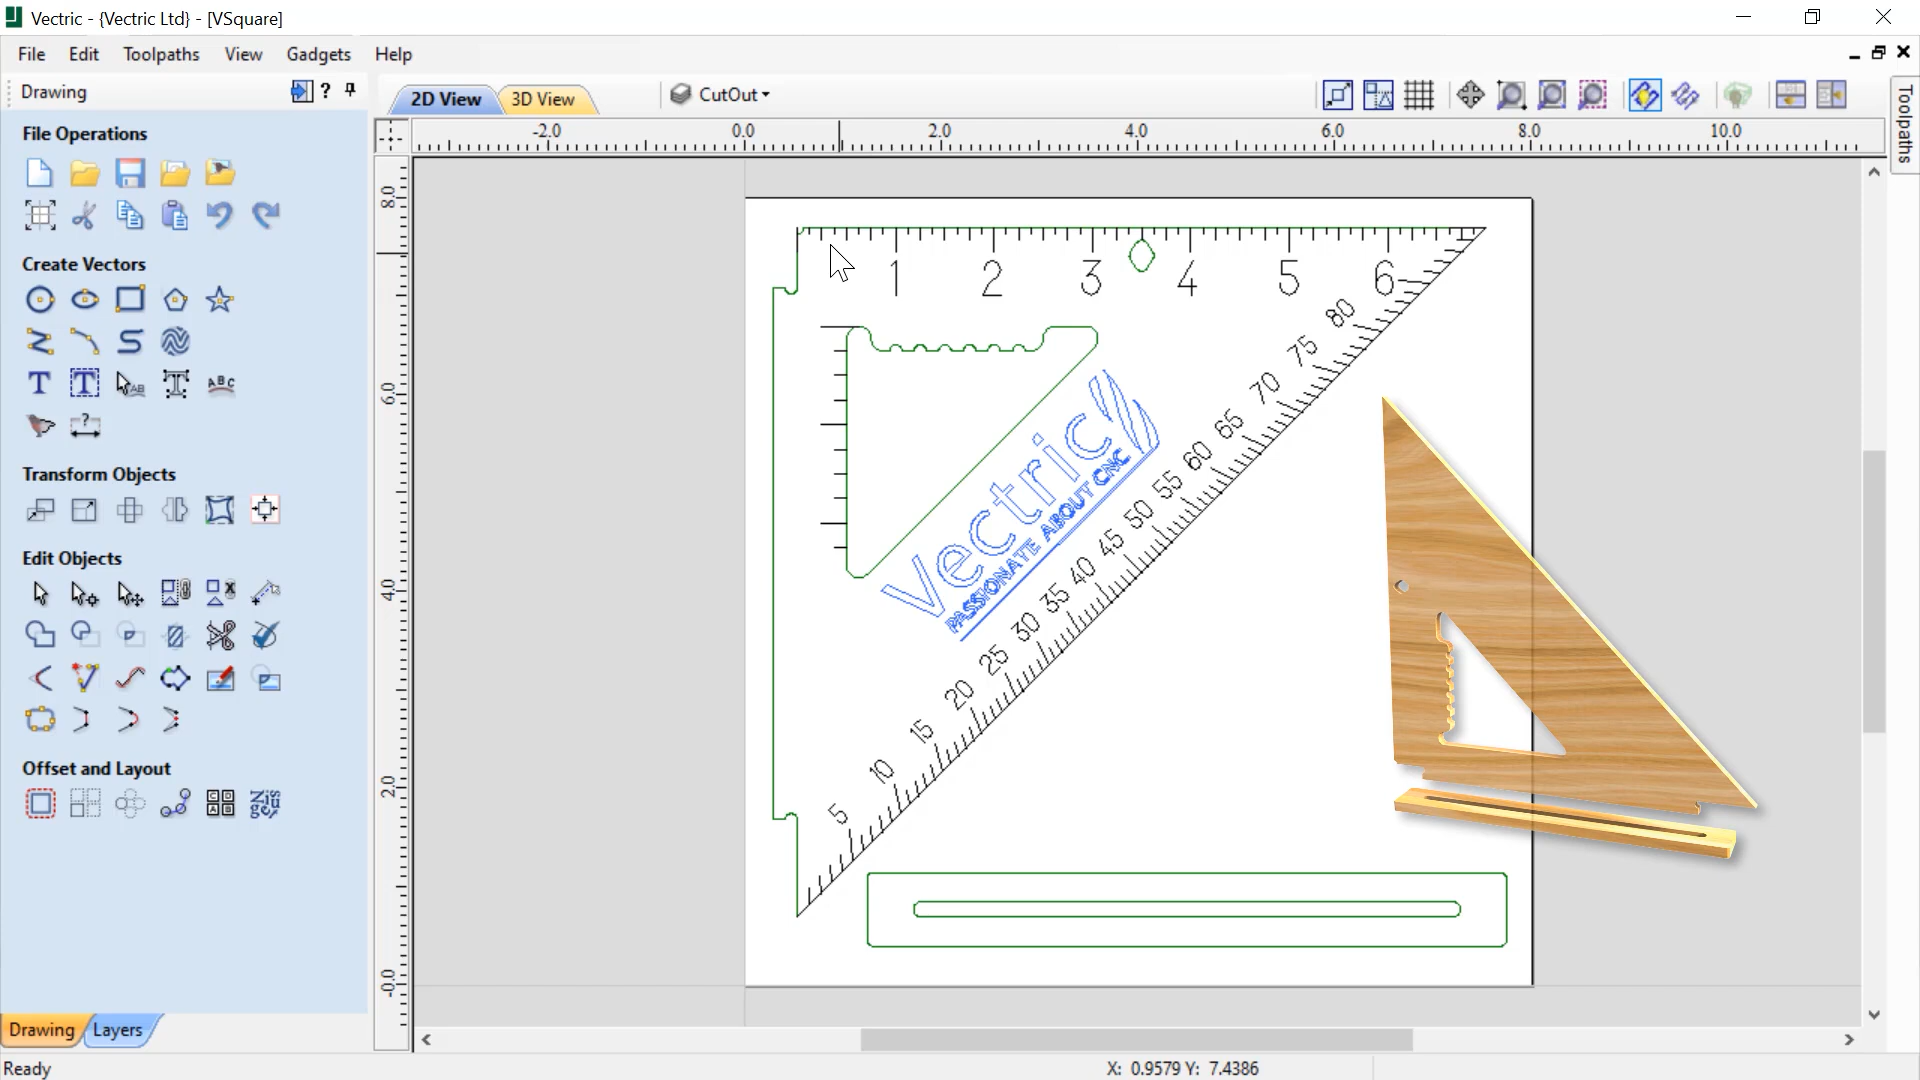 Vectric - {Vectric Ltd} - [VSquare]
File Edit Toolpaths View Gadgets Help
Drawing
2D View 3D View CutOut
Toolpaths
-2.0 0.0 2.0 4.0 6.0 8.0 10.0
8.0
6.0
4.0
2.0
-0.0
File Operations
Create Vectors
Transform Objects
Edit Objects
Offset and Layout
1 2 3 4 5 6
5 10 15 20 25 30 35 40 45 50 55 60 65 70 75 80
Vectric
PASSIONATE ABOUT CNC
Drawing Layers
Ready
X: 0.9579 Y: 7.4386